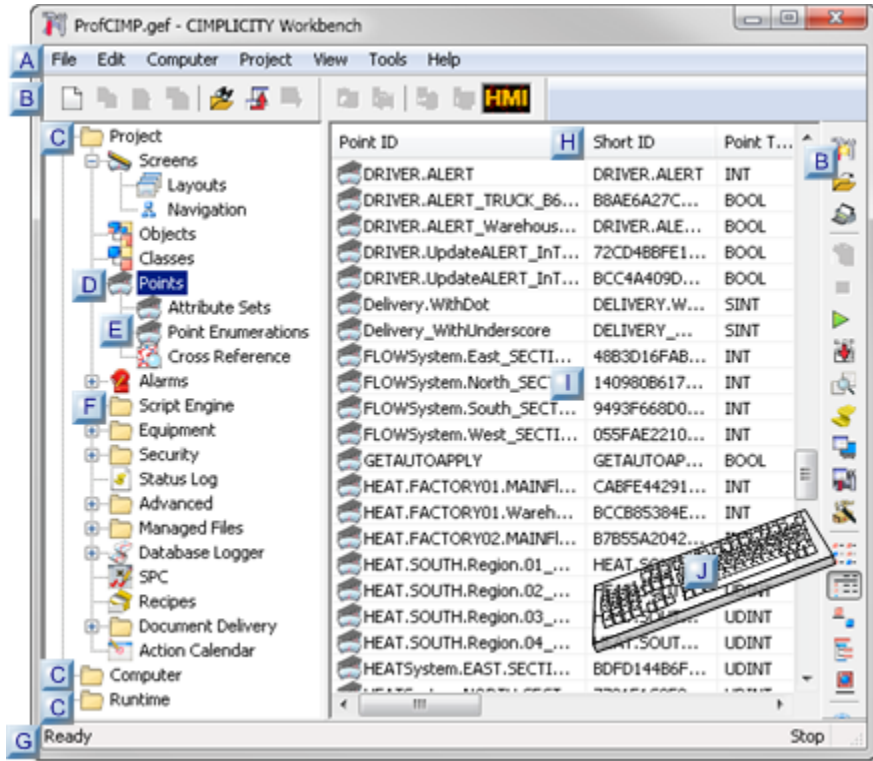 ProfCIMP.gef - CIMPLICITY Workbench
A File Edit Computer Project View Tools Help
B HMI
C Project
Screens
Layouts
Navigation
Objects
Classes
D Points
Attribute Sets
E Point Enumerations
Cross Reference
Alarms
F Script Engine
Equipment
Security
Status Log
Advanced
Managed Files
Database Logger
SPC
Recipes
Document Delivery
Action Calendar
C Computer
C Runtime
Point ID H Short ID Point T...
B
DRIVER.ALERT DRIVER.ALERT INT
DRIVER.ALERT_TRUCK_B6... B8AE6A27C... BOOL
DRIVER.ALERT_Warehous... DRIVER.ALE... BOOL
DRIVER.UpdateALERT_InT... 72CD4BBFE1... BOOL
DRIVER.UpdateALERT_InT... BCC4A409D... BOOL
Delivery.WithDot DELIVERY.W... SINT
Delivery_WithUnderscore DELIVERY_... SINT
FLOWSystem.East_SECTI... 48B3D16FAB... INT
FLOWSystem.North_SEC I 140980B617... INT
FLOWSystem.South_SECT... 9493F668D0... INT
FLOWSystem.West_SECTI... 055FAE2210... INT
GETAUTOAPPLY GETAUTOAP... BOOL
HEAT.FACTORY01.MAINFl... CABFE44291... INT
HEAT.FACTORY01.Wareh... BCCB85384E... INT
HEAT.FACTORY02.MAINFl... B7B55A2042...
HEAT.SOUTH.Region.01_... J
HEAT.SOUTH.Region.02_... UDINT
HEAT.SOUTH.Region.03_... UDINT
HEAT.SOUTH.Region.04_... UDINT
HEATSystem.EAST.SECTI... BDFD144B6F... UDINT
G Ready Stop